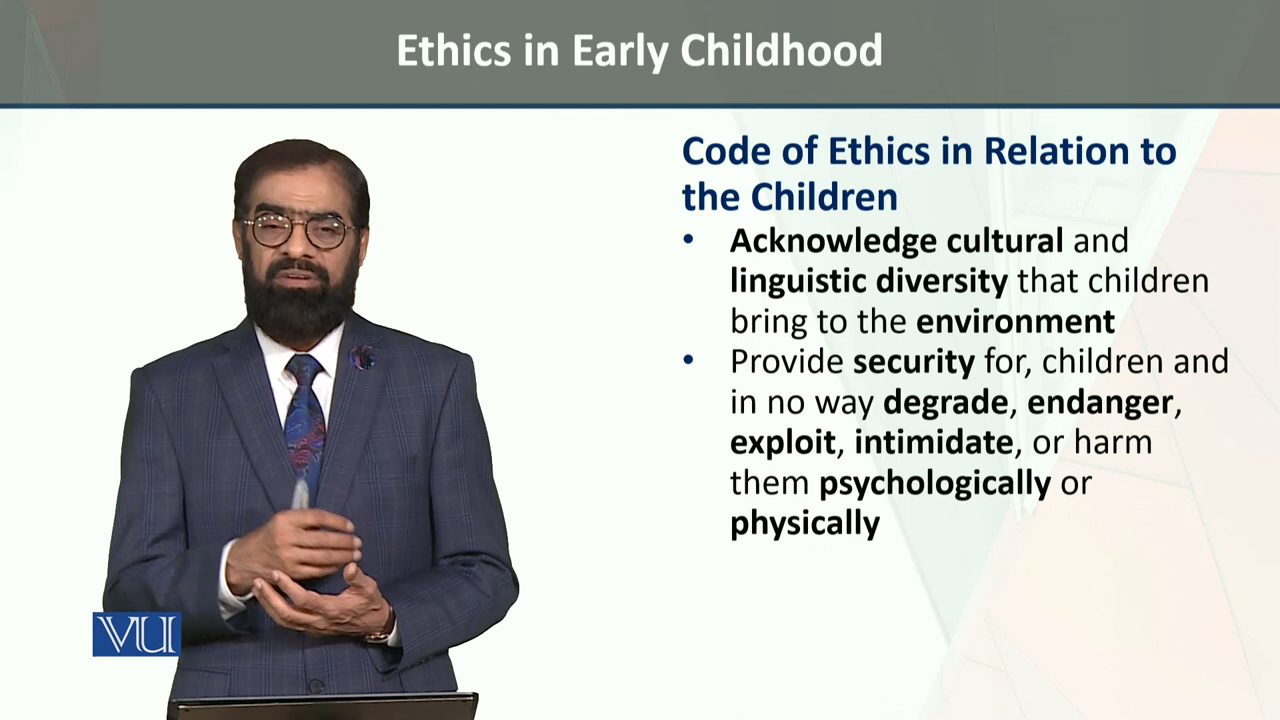 Ethics in Early Childhood
Code of Ethics in Relation to
the Children
• Acknowledge cultural and
linguistic diversity that children
bring to the environment
• Provide security for, children and
in no way degrade, endanger,
exploit, intimidate, or harm
them psychologically or
physically
VU